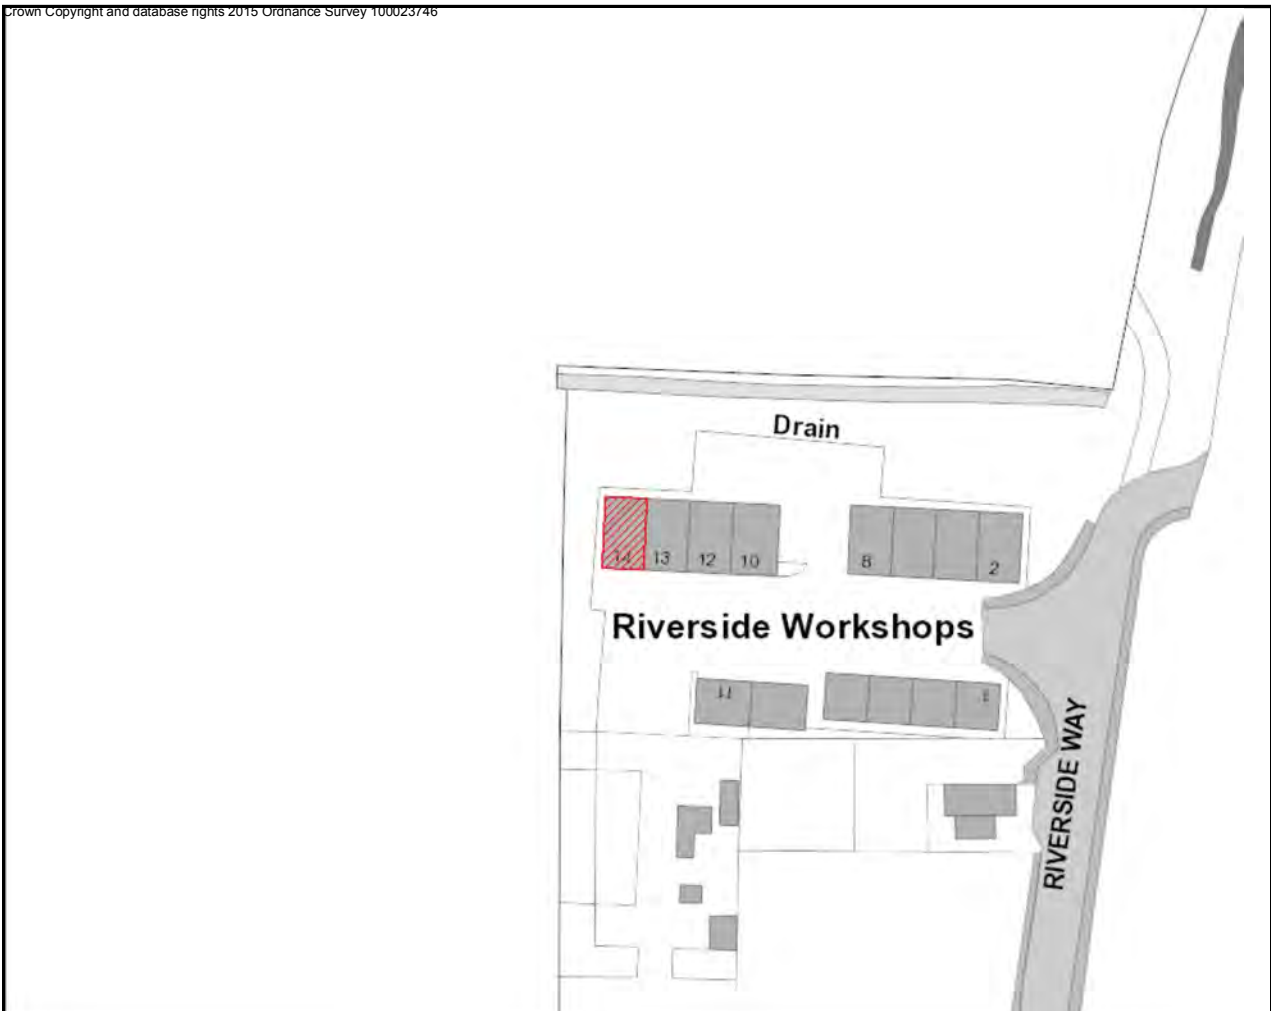 Crown Copyright and database rights 2015 Ordnance Survey 100023746
Drain
14 13 12 10 8 2
Riverside Workshops
11 1
RIVERSIDE WAY